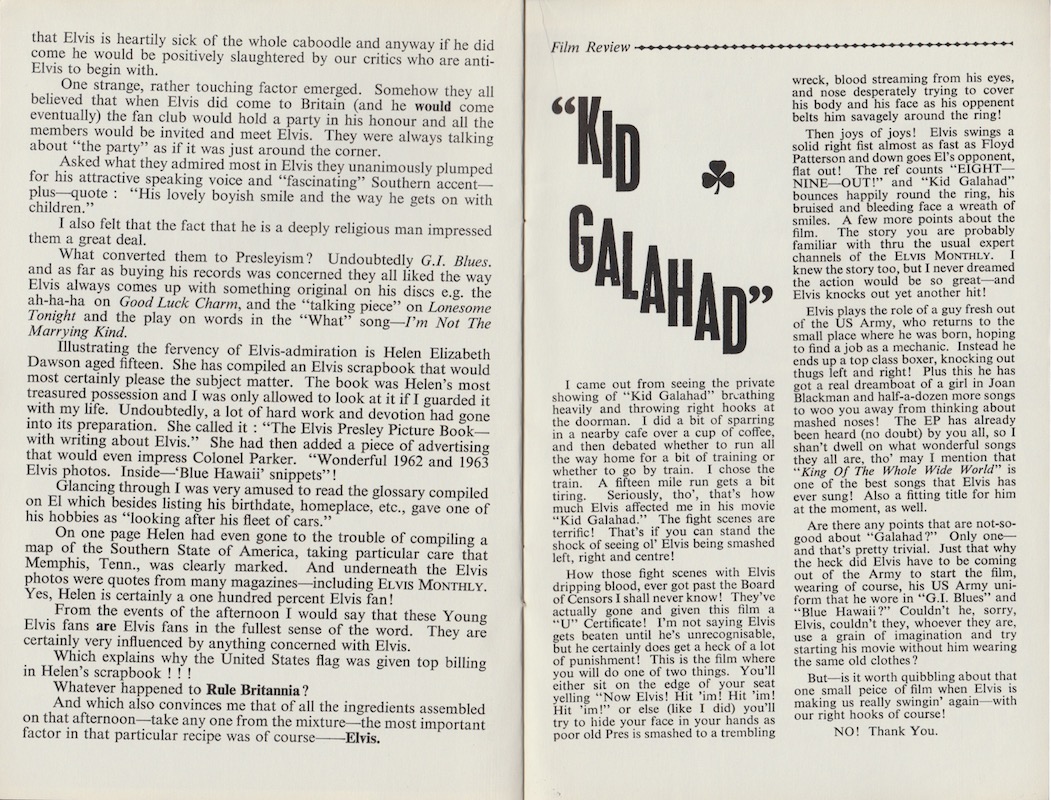 that Elvis is heartily sick of the whole caboodle and anyway if he did
come he would be positively slaughtered by our critics who are anti-
Elvis to begin with.
One strange, rather touching factor emerged. Somehow they all
believed that when Elvis did come to Britain (and he would come
eventually) the fan club would hold a party in his honour and all the
members would be invited and meet Elvis. They were always talking
about “the party” as if it was just around the corner.
Asked what they admired most in Elvis they unanimously plumped
for his attractive speaking voice and “fascinating” Southern accent—
plus—quote : “His lovely boyish smile and the way he gets on with
children.”
I also felt that the fact that he is a deeply religious man impressed
them a great deal.
What converted them to Presleyism? Undoubtedly G.I. Blues.
and as far as buying his records was concerned they all liked the way
Elvis always comes up with something original on his discs e.g. the
ah-ha-ha on Good Luck Charm, and the “talking piece” on Lonesome
Tonight and the play on words in the “What” song—I'm Not The
Marrying Kind.
Illustrating the fervency of Elvis-admiration is Helen Elizabeth
Dawson aged fifteen. She has compiled an Elvis scrapbook that would
most certainly please the subject matter. The book was Helen's most
treasured possession and I was only allowed to look at it if I guarded it
with my life. Undoubtedly, a lot of hard work and devotion had gone
into its preparation. She called it : “The Elvis Presley Picture Book—
with writing about Elvis.” She had then added a piece of advertising
that would even impress Colonel Parker. “Wonderful 1962 and 1963
Elvis photos. Inside—‘Blue Hawaii’ snippets”!
Glancing through I was very amused to read the glossary compiled
on El which besides listing his birthdate, homeplace, etc., gave one of
his hobbies as “looking after his fleet of cars.”
On one page Helen had even gone to the trouble of compiling a
map of the Southern State of America, taking particular care that
Memphis, Tenn., was clearly marked. And underneath the Elvis
photos were quotes from many magazines—including ELVIS MONTHLY.
Yes, Helen is certainly a one hundred percent Elvis fan!
From the events of the afternoon I would say that these Young
Elvis fans are Elvis fans in the fullest sense of the word. They are
certainly very influenced by anything concerned with Elvis.
Which explains why the United States flag was given top billing
in Helen's scrapbook ! ! !
Whatever happened to Rule Britannia?
And which also convinces me that of all the ingredients assembled
on that afternoon—take any one from the mixture—the most important
factor in that particular recipe was of course——Elvis.
Film Review
“KID
GALAHAD”
I came out from seeing the private
showing of “Kid Galahad” breathing
heavily and throwing right hooks at
the doorman. I did a bit of sparring
in a nearby cafe over a cup of coffee,
and then debated whether to run all
the way home for a bit of training or
whether to go by train. I chose the
train. A fifteen mile run gets a bit
tiring. Seriously, tho', that's how
much Elvis affected me in his movie
“Kid Galahad.” The fight scenes are
terrific! That's if you can stand the
shock of seeing ol' Elvis being smashed
left, right and centre!
How those fight scenes with Elvis
dripping blood, ever got past the Board
of Censors I shall never know! They've
actually gone and given this film a
“U” Certificate! I'm not saying Elvis
gets beaten until he's unrecognisable,
but he certainly does get a heck of a lot
of punishment! This is the film where
you will do one of two things. You'll
either sit on the edge of your seat
yelling “Now Elvis! Hit 'im! Hit 'im!
Hit 'im!” or else (like I did) you'll
try to hide your face in your hands as
poor old Pres is smashed to a trembling
wreck, blood streaming from his eyes,
and nose desperately trying to cover
his body and his face as his oppenent
belts him savagely around the ring!
Then joys of joys! Elvis swings a
solid right fist almost as fast as Floyd
Patterson and down goes El's opponent,
flat out! The ref counts “EIGHT—
NINE—OUT!” and “Kid Galahad”
bounces happily round the ring, his
bruised and bleeding face a wreath of
smiles. A few more points about the
film. The story you are probably
familiar with thru the usual expert
channels of the ELVIS MONTHLY. I
knew the story too, but I never dreamed
the action would be so great—and
Elvis knocks out yet another hit!
Elvis plays the role of a guy fresh out
of the US Army, who returns to the
small place where he was born, hoping
to find a job as a mechanic. Instead he
ends up a top class boxer, knocking out
thugs left and right! Plus this he has
got a real dreamboat of a girl in Joan
Blackman and half-a-dozen more songs
to woo you away from thinking about
mashed noses! The EP has already
been heard (no doubt) by you all, so I
shan't dwell on what wonderful songs
they all are, tho' may I mention that
“King Of The Whole Wide World” is
one of the best songs that Elvis has
ever sung! Also a fitting title for him
at the moment, as well.
Are there any points that are not-so-
good about “Galahad?” Only one—
and that's pretty trivial. Just that why
the heck did Elvis have to be coming
out of the Army to start the film,
wearing of course, his US Army uni-
form that he wore in “G.I. Blues” and
“Blue Hawaii?” Couldn't he, sorry,
Elvis, couldn't they, whoever they are,
use a grain of imagination and try
starting his movie without him wearing
the same old clothes?
But—is it worth quibbling about that
one small peice of film when Elvis is
making us really swingin' again—with
our right hooks of course!
NO! Thank You.